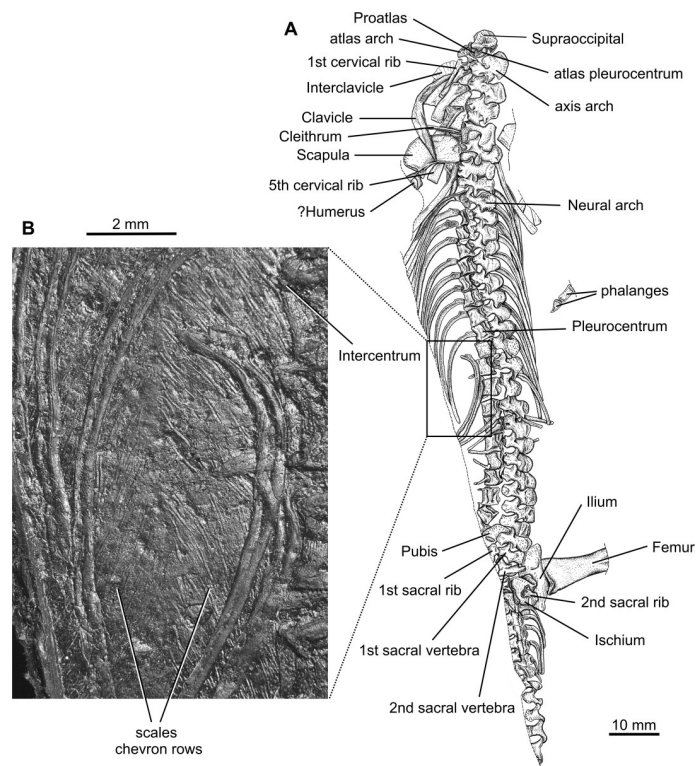 A
Proatlas
atlas arch
1st cervical rib
Interclavicle
Clavicle
Cleithrum
Scapula
5th cervical rib
?Humerus
Supraoccipital
atlas pleurocentrum
axis arch
Neural arch
phalanges
Pleurocentrum
B
2 mm
Intercentrum
Ilium
Pubis
Femur
1st sacral rib
2nd sacral rib
Ischium
1st sacral vertebra
2nd sacral vertebra
scales
chevron rows
10 mm